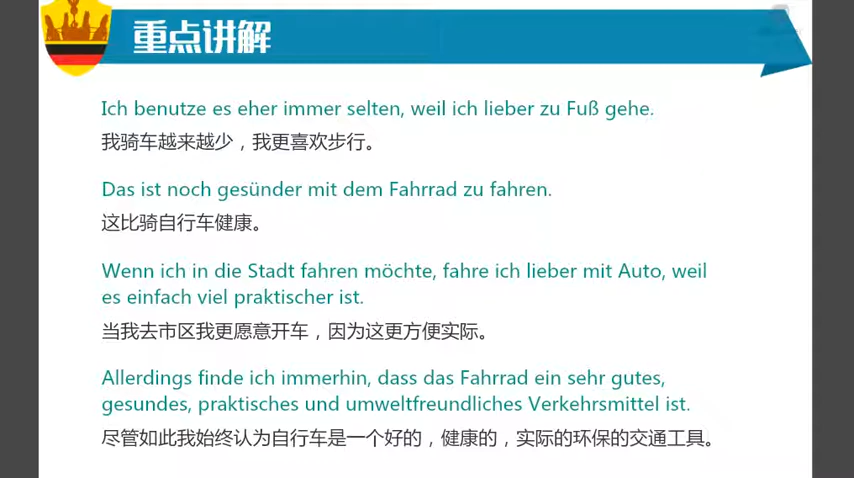 重点讲解
Ich benutze es eher immer selten, weil ich lieber zu Fuß gehe.
我骑车越来越少，我更喜欢步行。
Das ist noch gesünder mit dem Fahrrad zu fahren.
这比骑自行车健康。
Wenn ich in die Stadt fahren möchte, fahre ich lieber mit Auto, weil
es einfach viel praktischer ist.
当我去市区我更愿意开车，因为这更方便实际。
Allerdings finde ich immerhin, dass das Fahrrad ein sehr gutes,
gesundes, praktisches und umweltfreundliches Verkehrsmittel ist.
尽管如此我始终认为自行车是一个好的，健康的，实际的环保的交通工具。